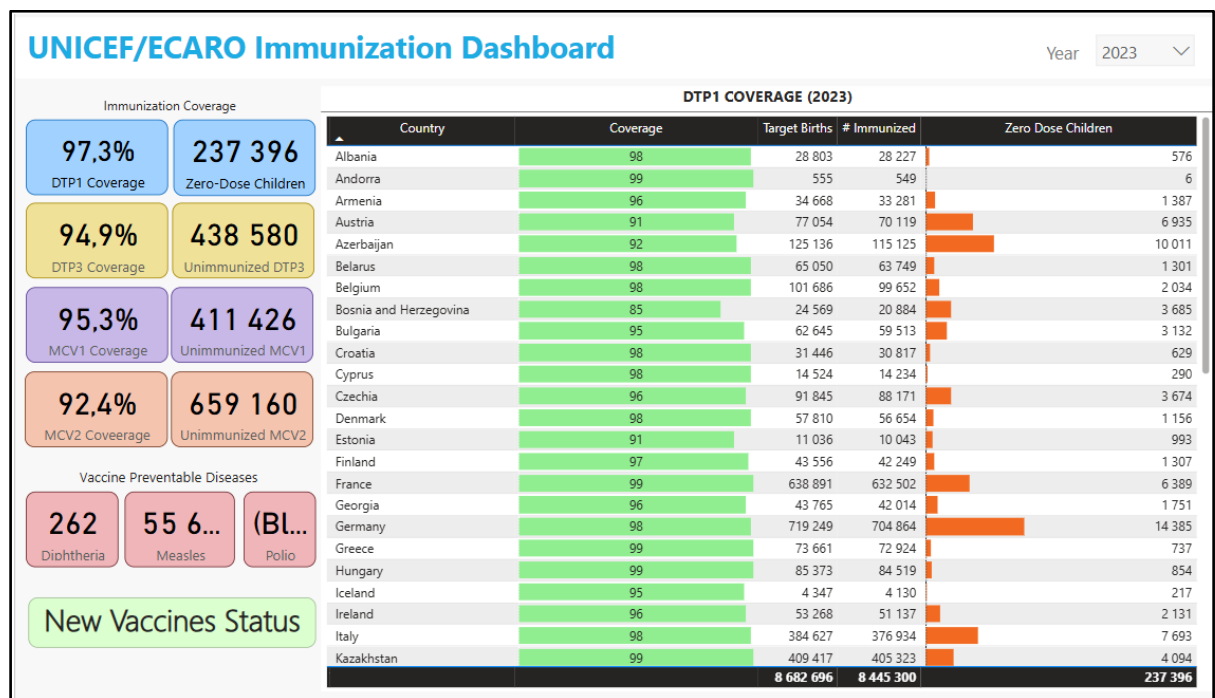 UNICEF/ECARO Immunization Dashboard
Year 2023
Immunization Coverage
97,3%
DTP1 Coverage
237 396
Zero-Dose Children
94,9%
DTP3 Coverage
438 580
Unimmunized DTP3
95,3%
MCV1 Coverage
411 426
Unimmunized MCV1
92,4%
MCV2 Coveerage
659 160
Unimmunized MCV2
Vaccine Preventable Diseases
262
Diphtheria
55 6...
Measles
(Bl...
Polio
New Vaccines Status
DTP1 COVERAGE (2023)
Country Coverage Target Births # Immunized Zero Dose Children
Albania 98 28 803 28 227 576
Andorra 99 555 549 6
Armenia 96 34 668 33 281 1 387
Austria 91 77 054 70 119 6 935
Azerbaijan 92 125 136 115 125 10 011
Belarus 98 65 050 63 749 1 301
Belgium 98 101 686 99 652 2 034
Bosnia and Herzegovina 85 24 569 20 884 3 685
Bulgaria 95 62 645 59 513 3 132
Croatia 98 31 446 30 817 629
Cyprus 98 14 524 14 234 290
Czechia 96 91 845 88 171 3 674
Denmark 98 57 810 56 654 1 156
Estonia 91 11 036 10 043 993
Finland 97 43 556 42 249 1 307
France 99 638 891 632 502 6 389
Georgia 96 43 765 42 014 1 751
Germany 98 719 249 704 864 14 385
Greece 99 73 661 72 924 737
Hungary 99 85 373 84 519 854
Iceland 95 4 347 4 130 217
Ireland 96 53 268 51 137 2 131
Italy 98 384 627 376 934 7 693
Kazakhstan 99 409 417 405 323 4 094
8 682 696 8 445 300 237 396